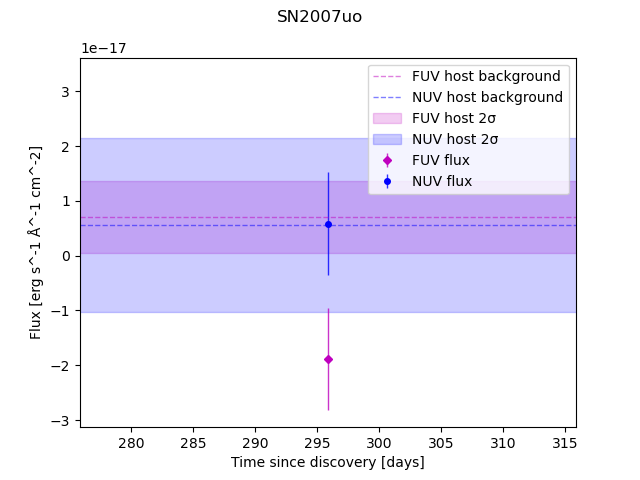 SN2007uo
1e−17
FUV host background
NUV host background
FUV host 2σ
NUV host 2σ
FUV flux
NUV flux
3
2
1
0
−1
−2
−3
Flux [erg s^-1 Å^-1 cm^-2]
280 285 290 295 300 305 310 315
Time since discovery [days]